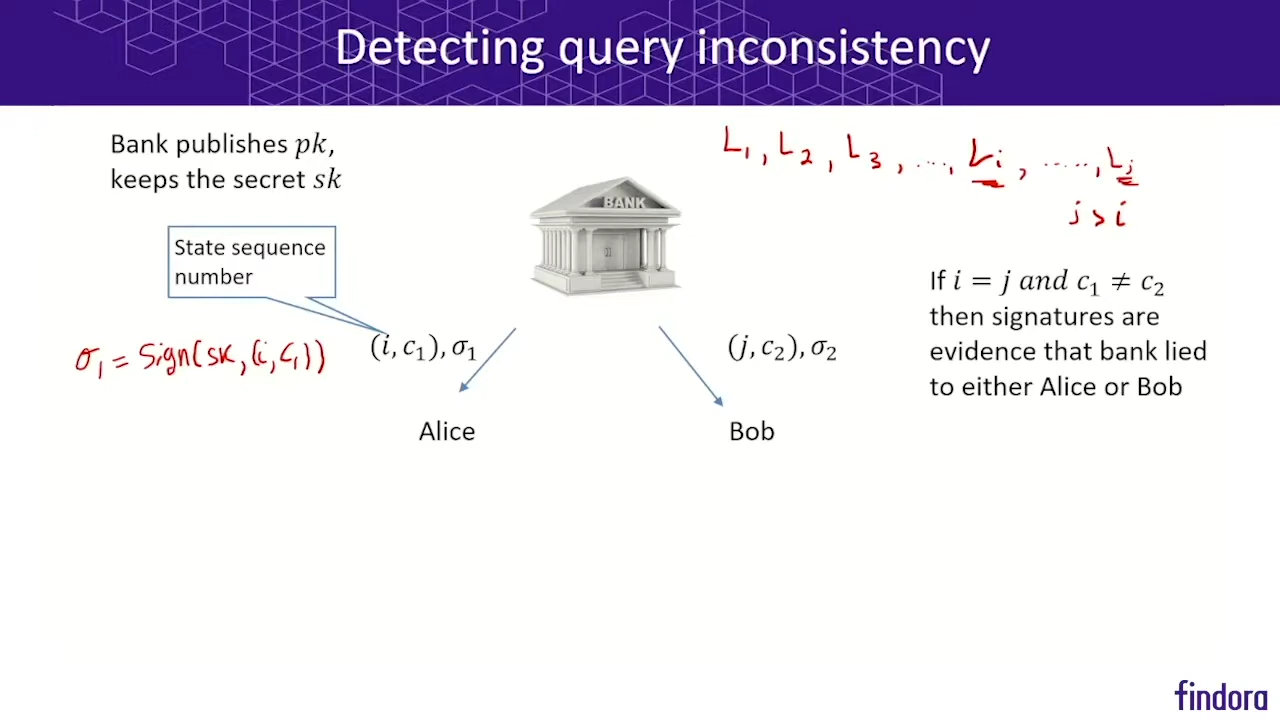 Detecting query inconsistency
Bank publishes pk,
keeps the secret sk
L₁, L₂, L₃, ...., Lᵢ, ....., Lⱼ
j > i
BANK
State sequence
number
If i = j and c₁ ≠ c₂
then signatures are
evidence that bank lied
to either Alice or Bob
σ₁ = Sign(sk, (i, c₁))
(i, c₁), σ₁
(j, c₂), σ₂
Alice
Bob
findora